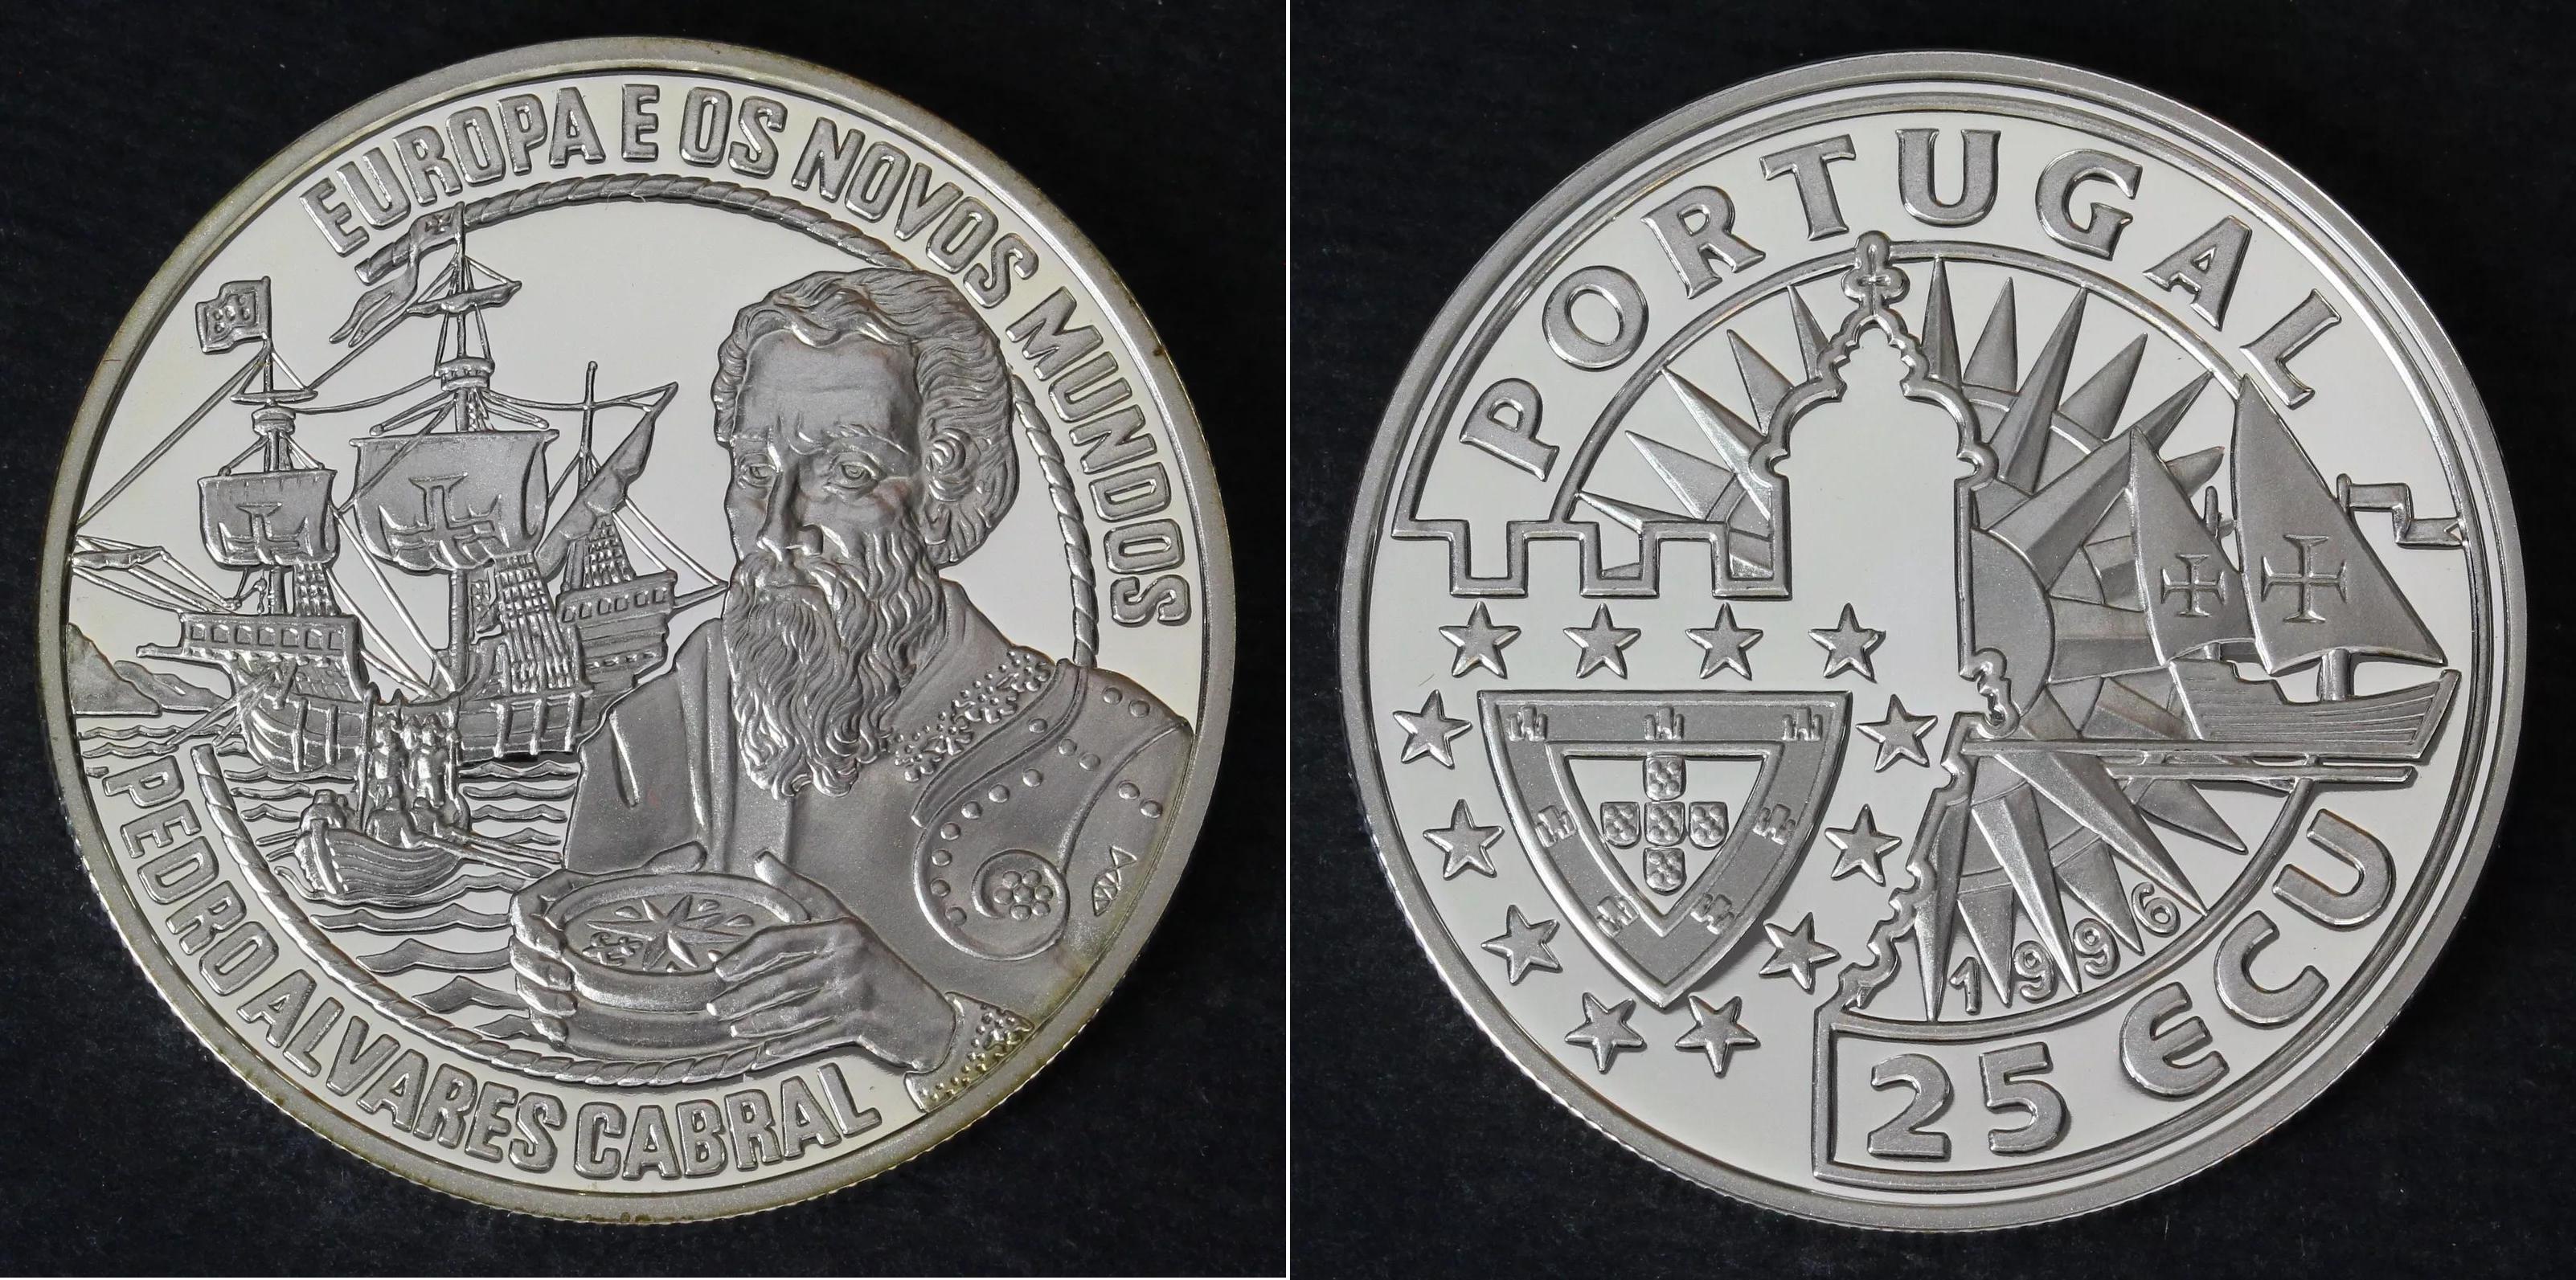 EUROPA E OS NOVOS MUNDOS
PEDRO ALVARES CABRAL
PORTUGAL
1996
25 ECU